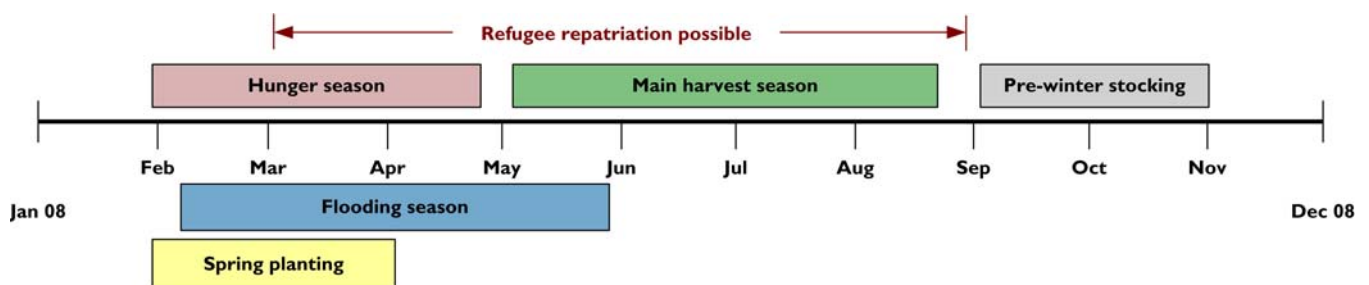 Refugee repatriation possible
Hunger season Main harvest season Pre-winter stocking
Feb Mar Apr May Jun Jul Aug Sep Oct Nov
Jan 08 Flooding season Dec 08
Spring planting